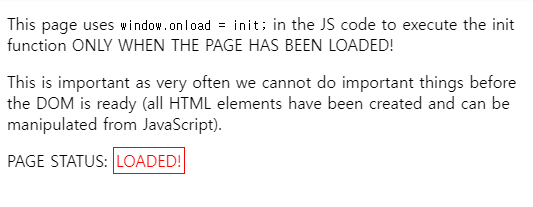 This page uses window.onload = init; in the JS code to execute the init
function ONLY WHEN THE PAGE HAS BEEN LOADED!
This is important as very often we cannot do important things before
the DOM is ready (all HTML elements have been created and can be
manipulated from JavaScript).
PAGE STATUS: LOADED!